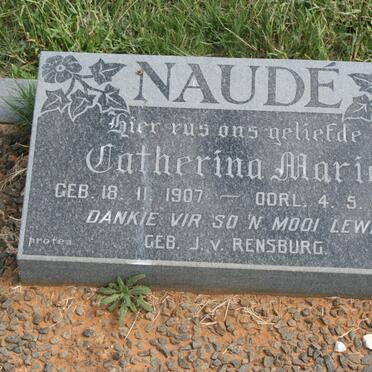 NAUDÉ
Hier rus ons geliefde
Catherina Mari
GEB. 18. 11. 1907 — OORL. 4. 5.
DANKIE VIR SO 'N MOOI LEW
protea GEB. J. v. RENSBURG.